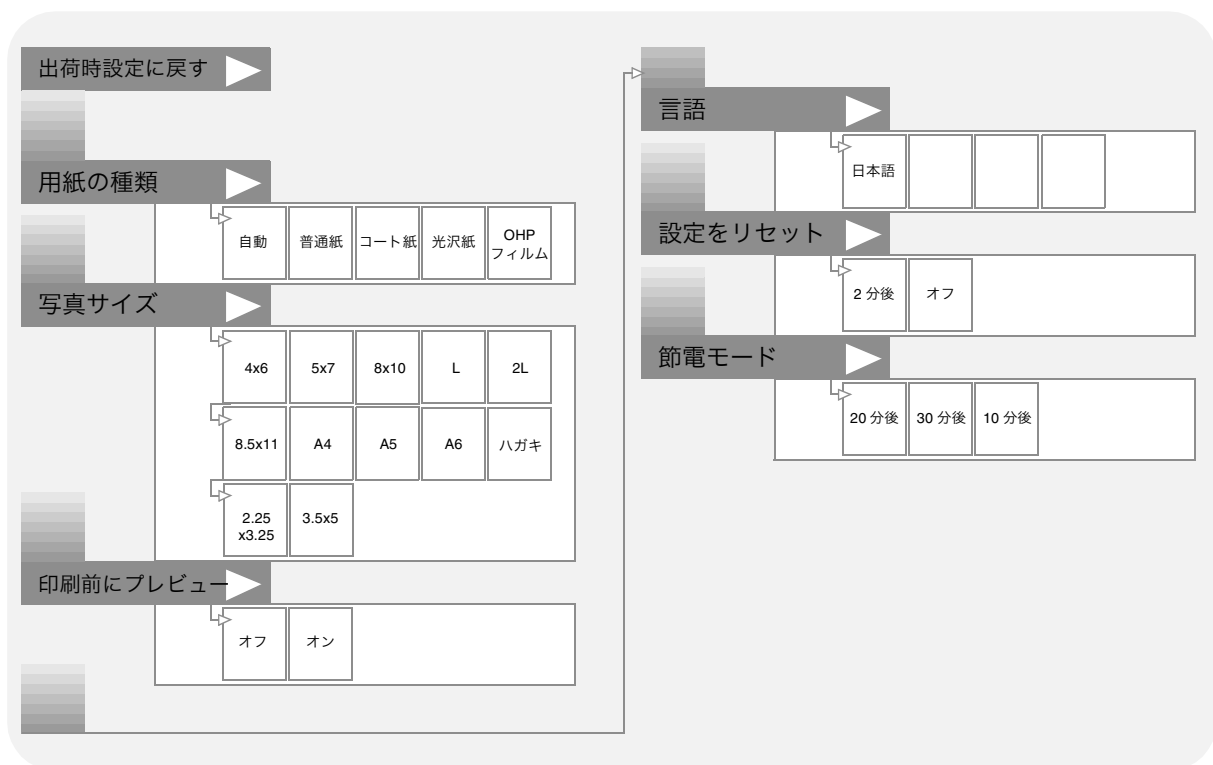 出荷時設定に戻す
用紙の種類
自動
普通紙
コート紙
光沢紙
OHP
フィルム
写真サイズ
4x6
5x7
8x10
L
2L
8.5x11
A4
A5
A6
ハガキ
2.25
x3.25
3.5x5
印刷前にプレビュー
オフ
オン
言語
日本語
設定をリセット
2 分後
オフ
節電モード
20 分後
30 分後
10 分後